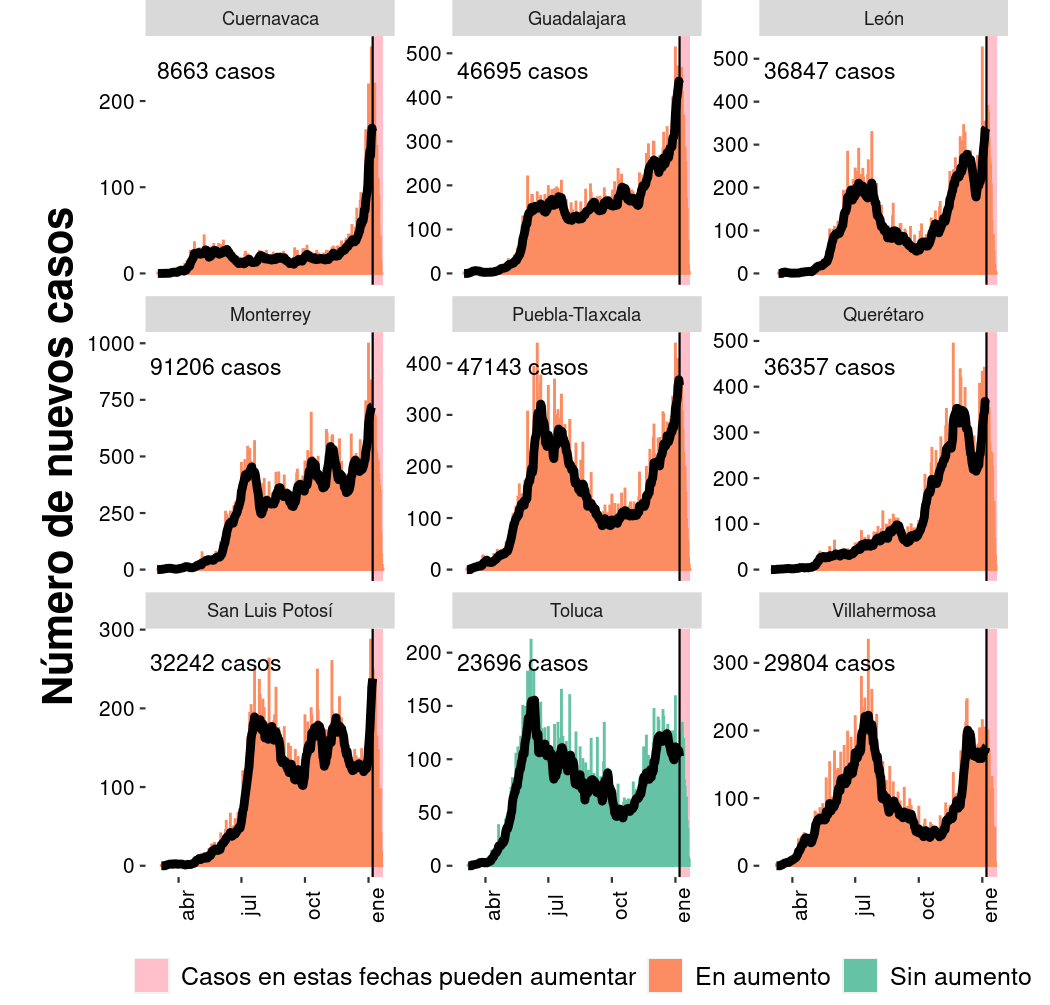 Número de nuevos casos
Cuernavaca
8663 casos
200
100
0
Guadalajara
46695 casos
500
400
300
200
100
0
León
36847 casos
500
400
300
200
100
0
Monterrey
91206 casos
1000
750
500
250
0
Puebla-Tlaxcala
47143 casos
400
300
200
100
0
Querétaro
36357 casos
500
400
300
200
100
0
San Luis Potosí
32242 casos
300
200
100
0
abr jul oct ene
Toluca
23696 casos
200
150
100
50
0
abr jul oct ene
Villahermosa
29804 casos
300
200
100
0
abr jul oct ene
Casos en estas fechas pueden aumentar En aumento Sin aumento